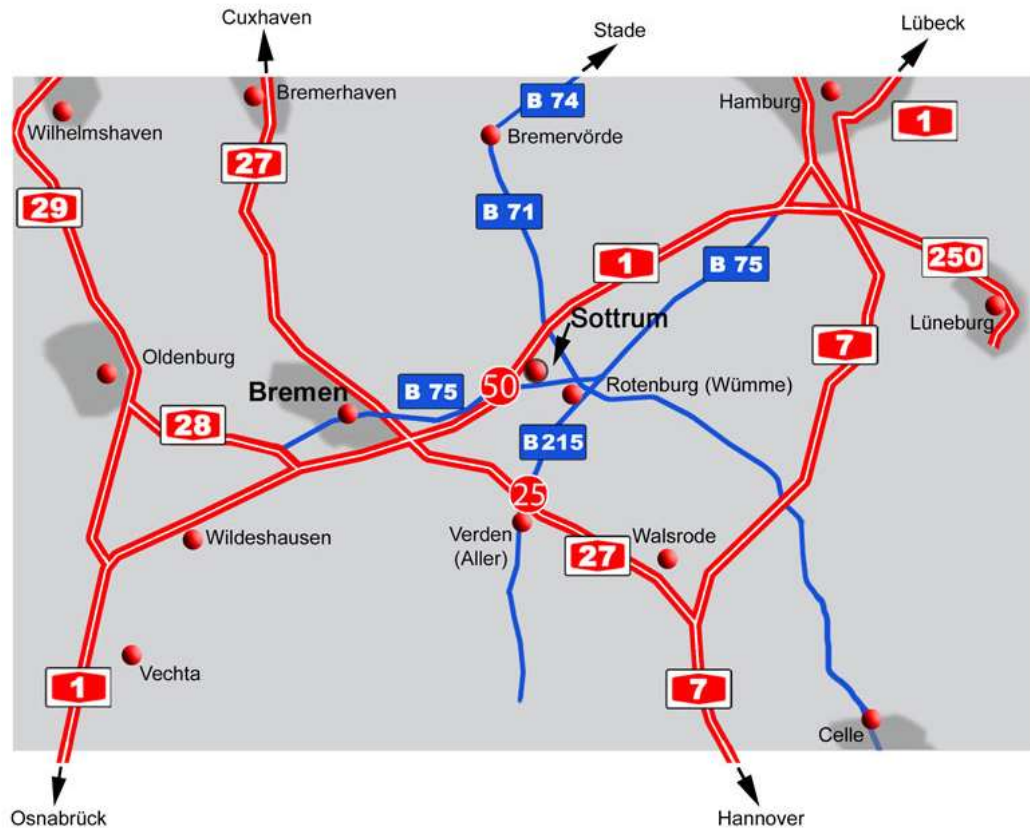 Cuxhaven
Stade
Lübeck
Bremerhaven
B 74
Hamburg
Wilhelmshaven
Bremervörde
1
27
29
B 71
1
B 75
250
Lüneburg
Sottrum
7
Oldenburg
Bremen
B 75
50
Rotenburg (Wümme)
28
B 215
25
Wildeshausen
Verden
(Aller)
27
Walsrode
Vechta
1
7
Celle
Osnabrück
Hannover